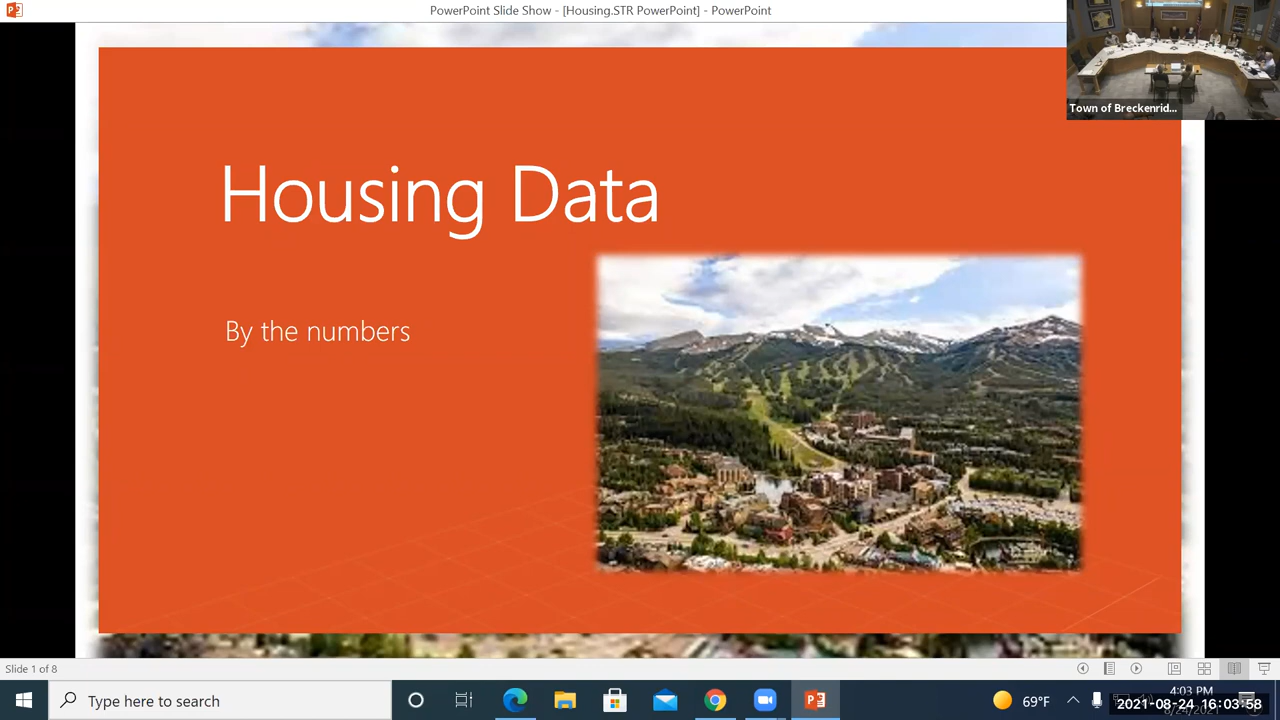 PowerPoint Slide Show - [Housing.STR PowerPoint] - PowerPoint
Town of Breckenrid...
Housing Data
By the numbers
Slide 1 of 8
Type here to search
69°F
4:03 PM
2021-08-24 16:03:58